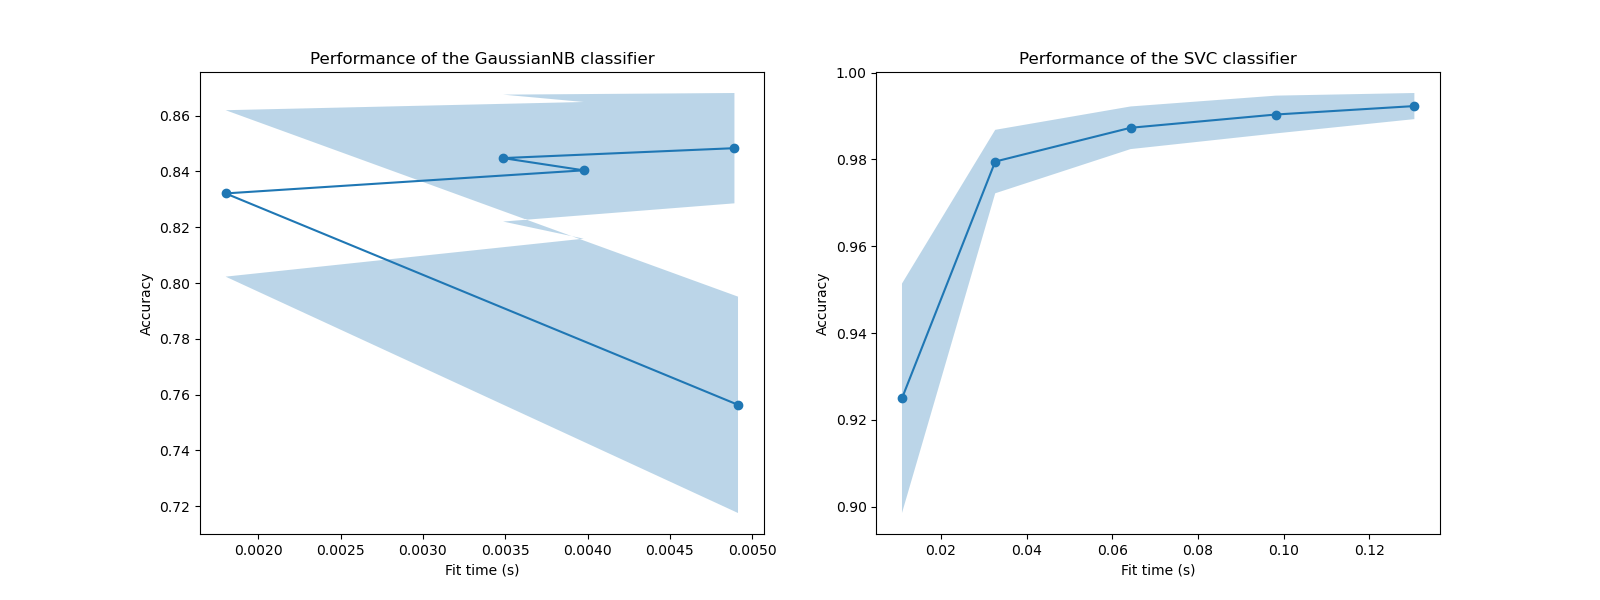 Performance of the GaussianNB classifier
Accuracy
0.86
0.84
0.82
0.80
0.78
0.76
0.74
0.72
0.0020 0.0025 0.0030 0.0035 0.0040 0.0045 0.0050
Fit time (s)
Performance of the SVC classifier
Accuracy
1.00
0.98
0.96
0.94
0.92
0.90
0.02 0.04 0.06 0.08 0.10 0.12
Fit time (s)